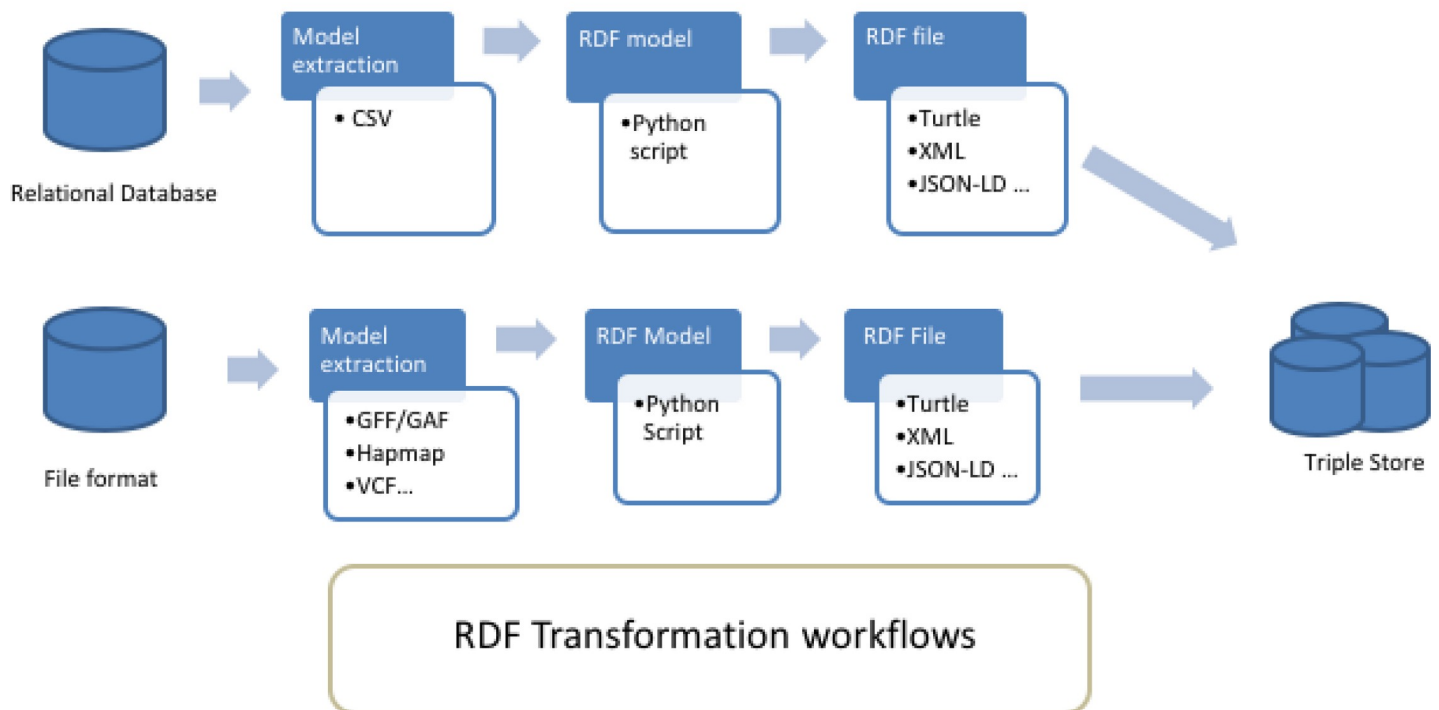 Model
extraction
• CSV
RDF model
•Python
script
RDF file
•Turtle
•XML
•JSON-LD ...
Relational Database
Model
extraction
•GFF/GAF
•Hapmap
•VCF...
RDF Model
•Python
Script
RDF File
•Turtle
•XML
•JSON-LD ...
File format
Triple Store
RDF Transformation workflows